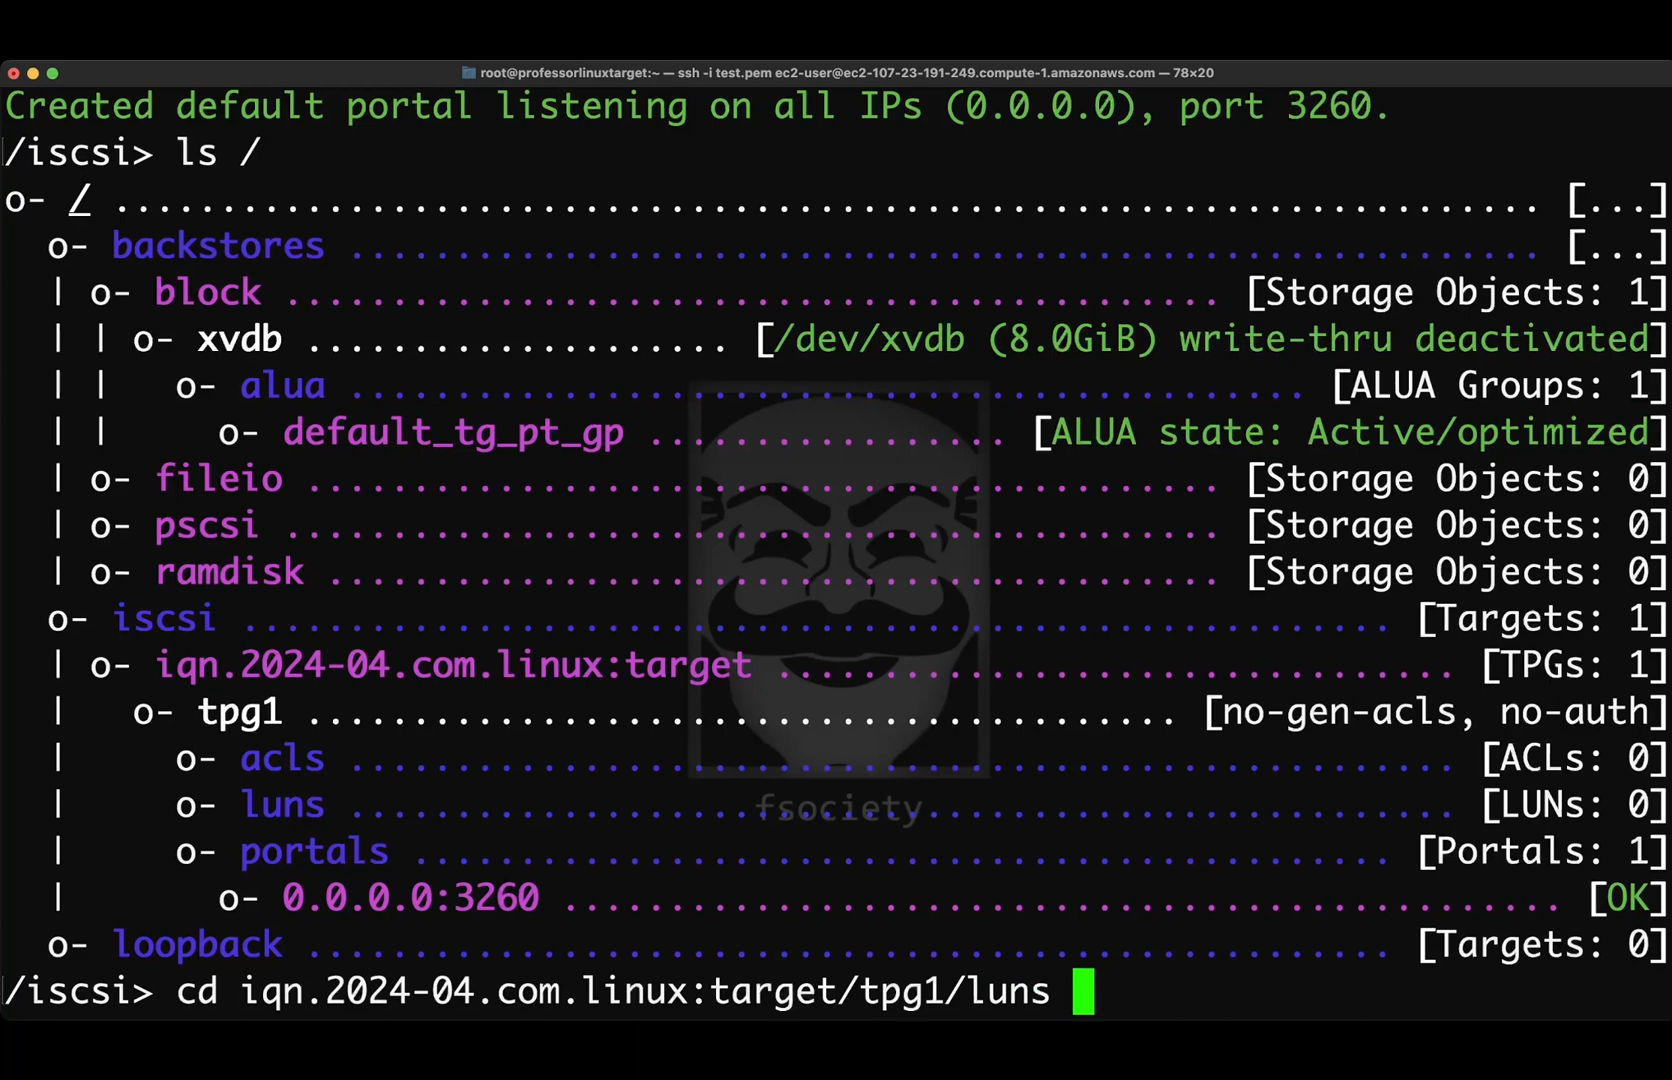 root@professorlinuxtarget:~ — ssh -i test.pem ec2-user@ec2-107-23-191-249.compute-1.amazonaws.com — 78×20
Created default portal listening on all IPs (0.0.0.0), port 3260.
/iscsi> ls /
o- / ................................................................... [...]
  o- backstores ........................................................ [...]
  | o- block ............................................ [Storage Objects: 1]
  | | o- xvdb .................... [/dev/xvdb (8.0GiB) write-thru deactivated]
  | |   o- alua ............................................. [ALUA Groups: 1]
  | |     o- default_tg_pt_gp ................. [ALUA state: Active/optimized]
  | o- fileio ........................................... [Storage Objects: 0]
  | o- pscsi ............................................ [Storage Objects: 0]
  | o- ramdisk .......................................... [Storage Objects: 0]
  o- iscsi ...................................................... [Targets: 1]
  | o- iqn.2024-04.com.linux:target ................................ [TPGs: 1]
  |   o- tpg1 ......................................... [no-gen-acls, no-auth]
  |     o- acls .................................................... [ACLs: 0]
  |     o- luns .................................................... [LUNs: 0]
fsociety
  |     o- portals .............................................. [Portals: 1]
  |       o- 0.0.0.0:3260 ............................................... [OK]
  o- loopback ................................................... [Targets: 0]
/iscsi> cd iqn.2024-04.com.linux:target/tpg1/luns